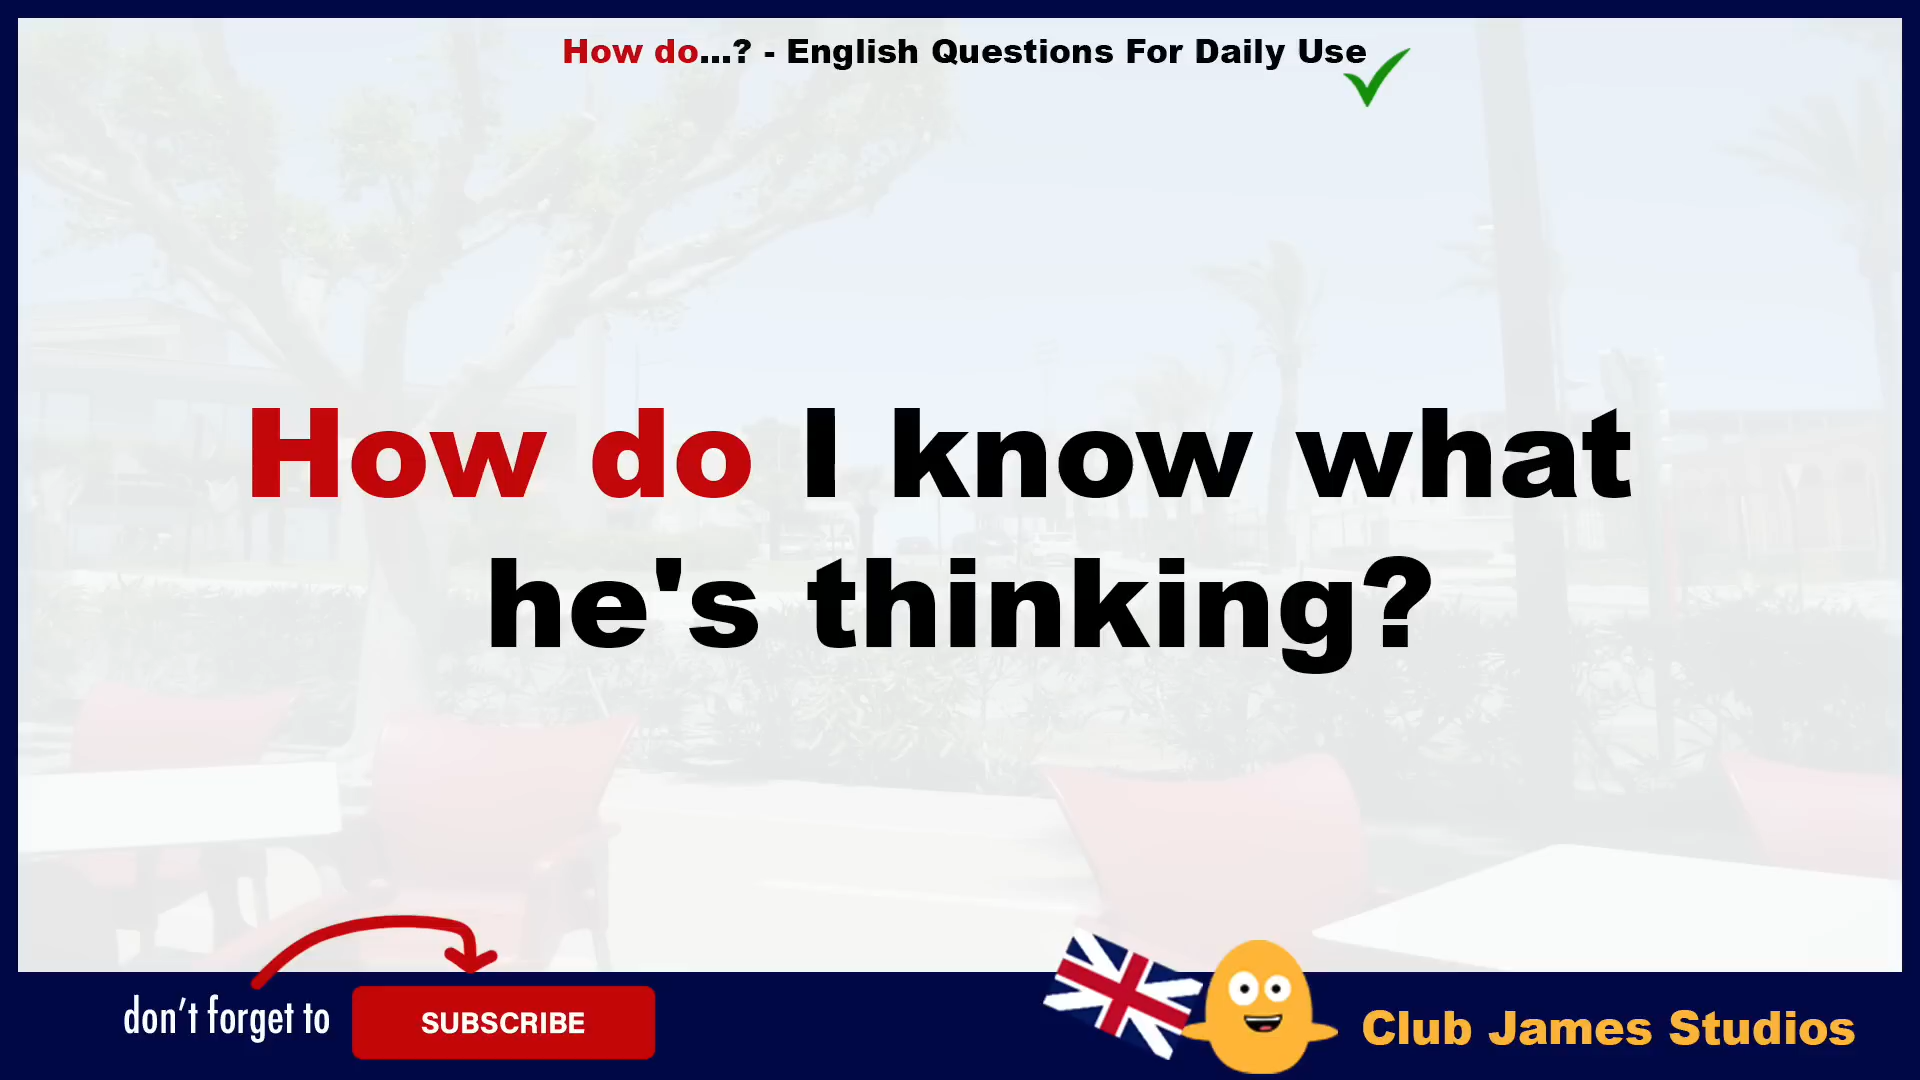 How do...? - English Questions For Daily Use
How do I know what
he's thinking?
don't forget to
SUBSCRIBE
Club James Studios